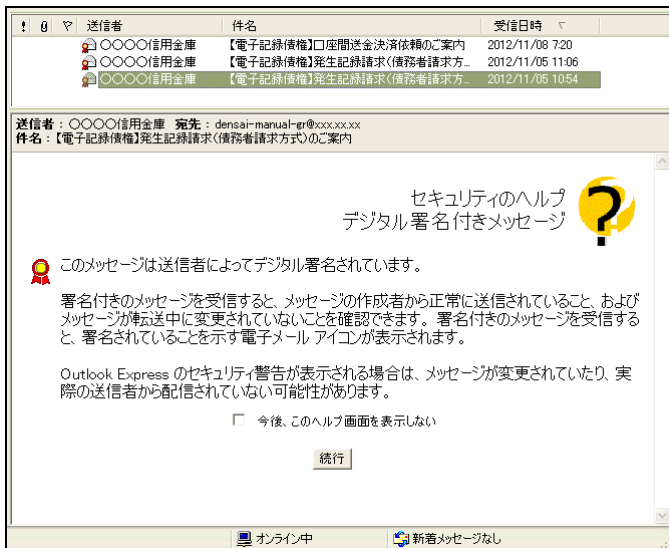 ! 送信者 件名 受信日時
〇〇〇〇信用金庫 【電子記録債権】口座間送金決済依頼のご案内 2012/11/08 7:20
〇〇〇〇信用金庫 【電子記録債権】発生記録請求(債務者請求方... 2012/11/05 11:06
〇〇〇〇信用金庫 【電子記録債権】発生記録請求(債務者請求方... 2012/11/05 10:54
送信者：〇〇〇〇信用金庫 宛先：densai-manual-gr@xxx.xx.xx
件名：【電子記録債権】発生記録請求(債務者請求方式)のご案内
セキュリティのヘルプ
デジタル署名付きメッセージ
このメッセージは送信者によってデジタル署名されています。
署名付きのメッセージを受信すると、メッセージの作成者から正常に送信されていること、および
メッセージが転送中に変更されていないことを確認できます。署名付きのメッセージを受信する
と、署名されていることを示す電子メール アイコンが表示されます。
Outlook Express のセキュリティ警告が表示される場合は、メッセージが変更されていたり、実
際の送信者から配信されていない可能性があります。
今後、このヘルプ画面を表示しない
続行
オンライン中 新着メッセージなし